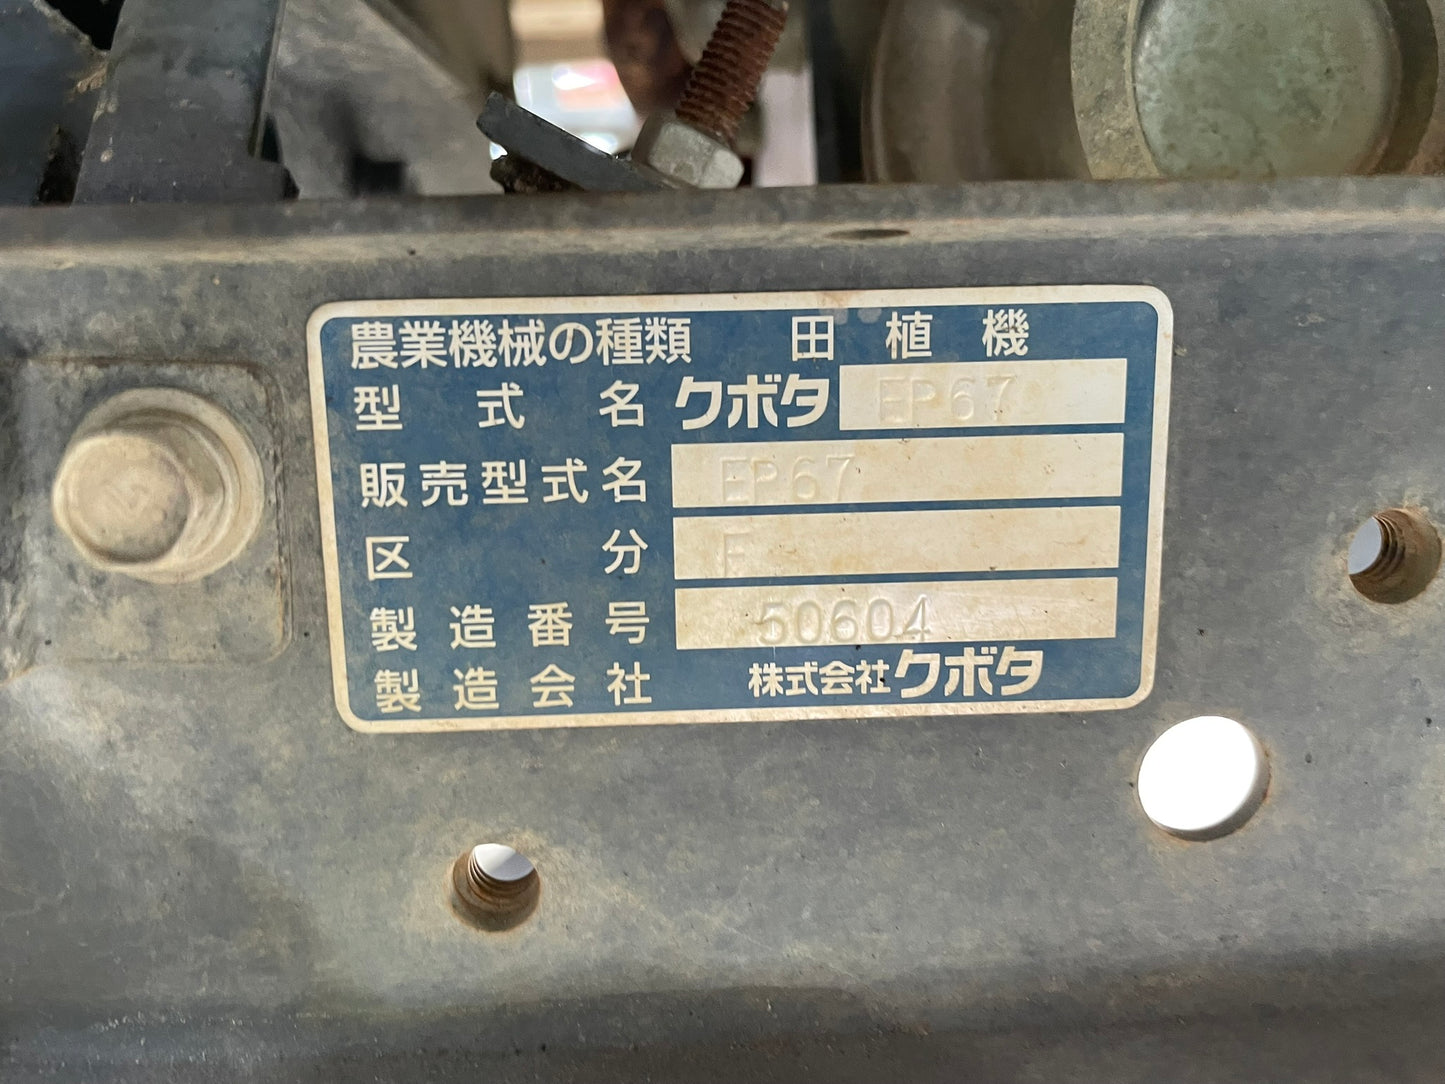 農業機械の種類 田植機
型式名 クボタ EP67
販売型式名 EP67
区分 F
製造番号 50604
製造会社 株式会社クボタ